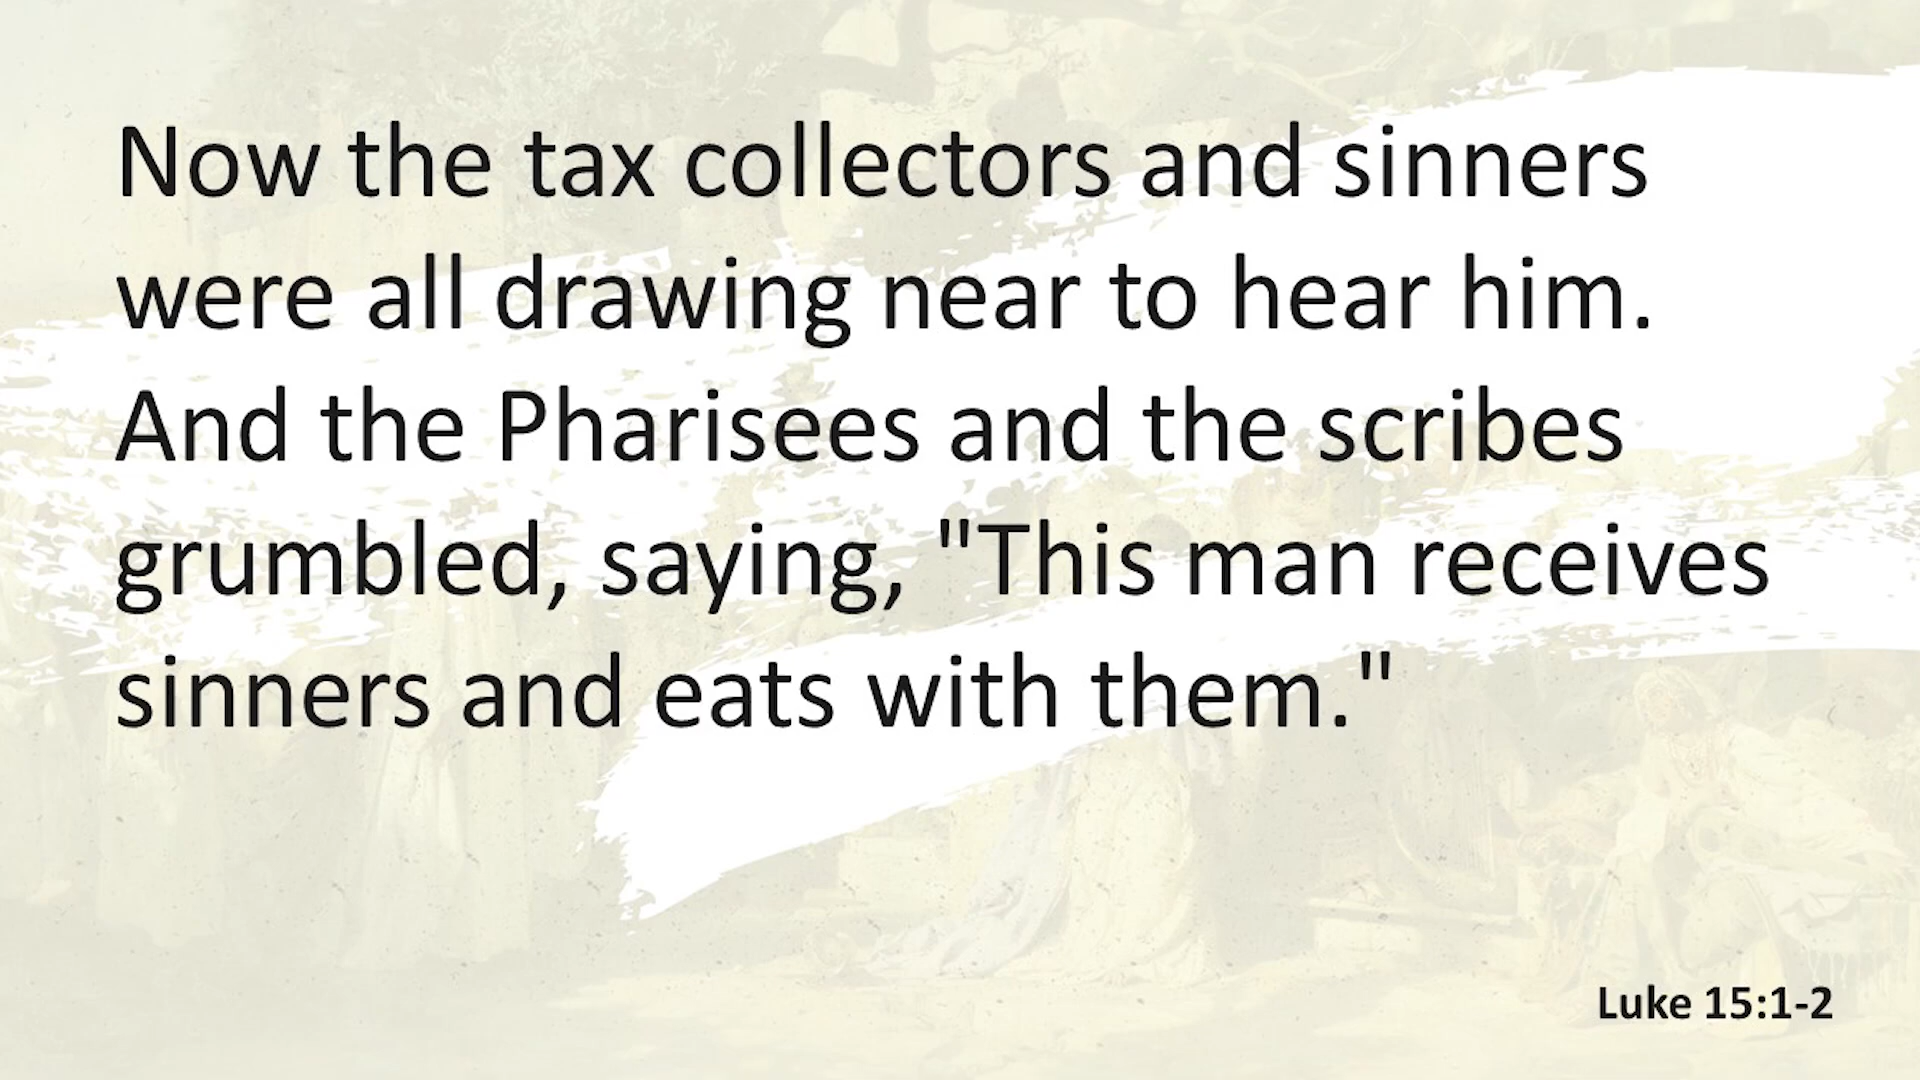 Now the tax collectors and sinners
were all drawing near to hear him.
And the Pharisees and the scribes
grumbled, saying, "This man receives
sinners and eats with them."
Luke 15:1-2